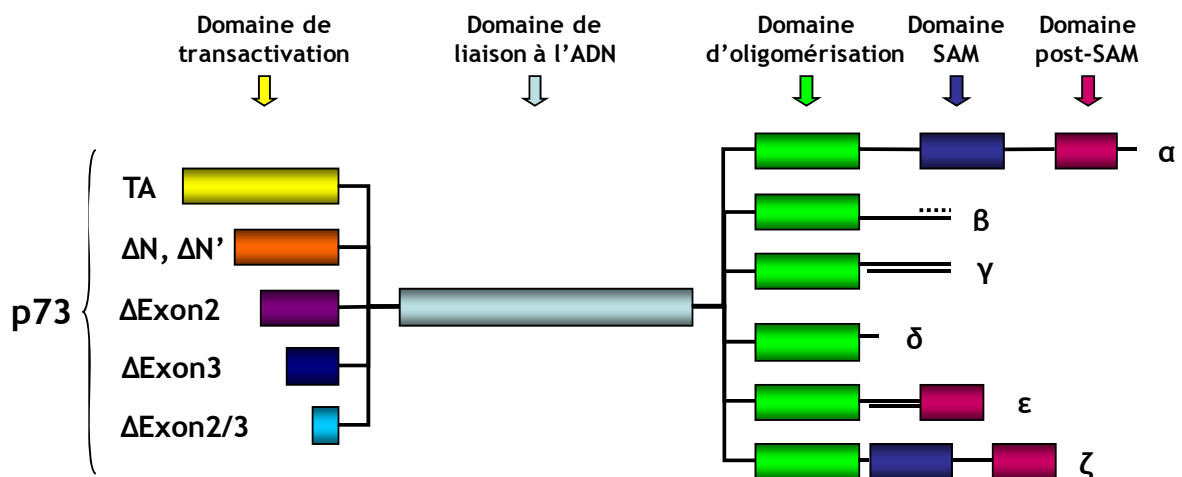 Domaine de
transactivation
Domaine de
liaison à l’ADN
Domaine
d’oligomérisation
Domaine
SAM
Domaine
post-SAM
p73
TA
ΔN, ΔN’
ΔExon2
ΔExon3
ΔExon2/3
α
β
γ
δ
ε
ζ